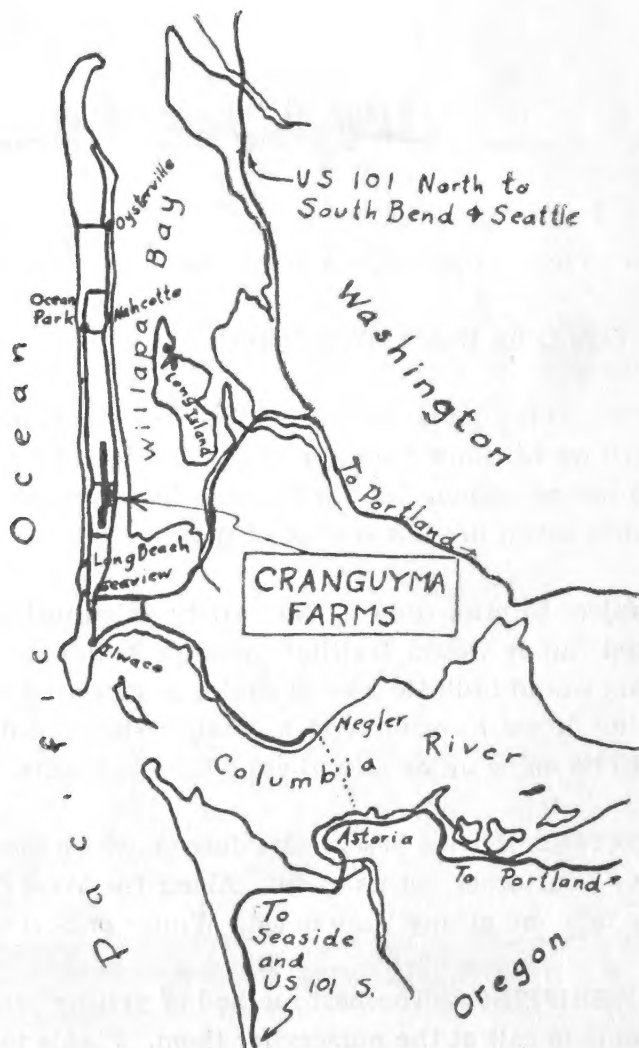 US 101 North to
South Bend & Seattle
Oysterville
Willapa Bay
Ocean
Park
Nahcotta
Long Island
Washington
To Portland
Long Beach
Seaview
CRANGUYMA
FARMS
Ilwaco
Megler
Columbia River
Astoria
To Portland
To
Seaside
via
US 101 S.
Oregon
Pacific Ocean